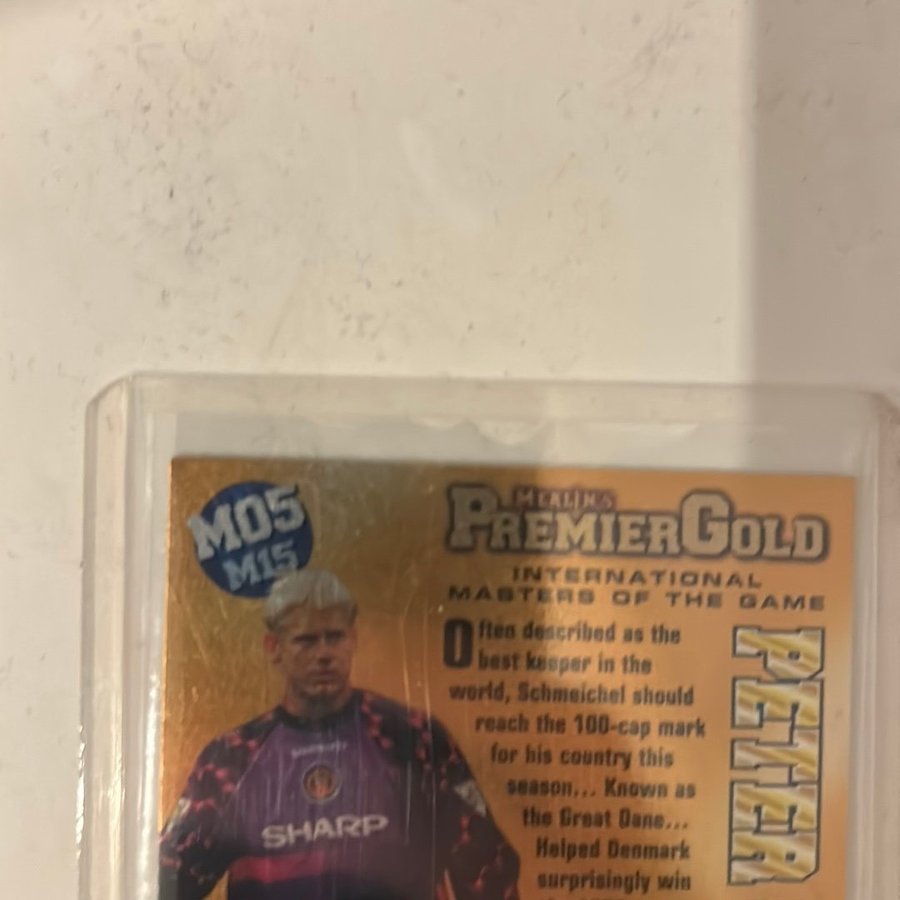 M05
M15
MERLIN'S
PREMIER GOLD
INTERNATIONAL
MASTERS OF THE GAME
Often described as the
best keeper in the
world, Schmeichel should
reach the 100-cap mark
for his country this
season... Known as
the Great Dane...
Helped Denmark
surprisingly win
PETER
SHARP